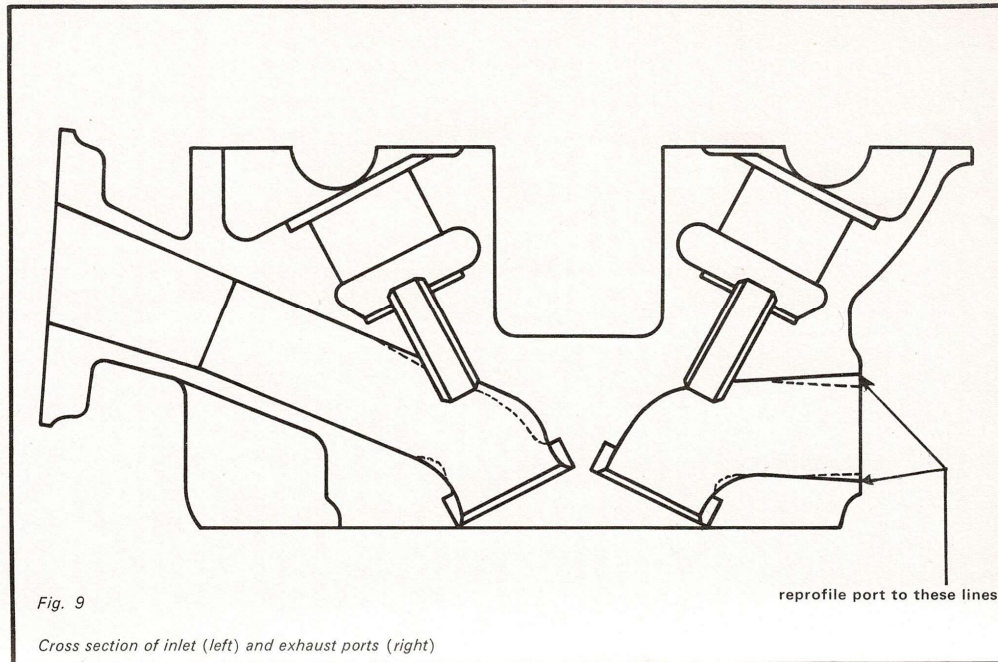 reprofile port to these lines
Fig. 9
Cross section of inlet (left) and exhaust ports (right)